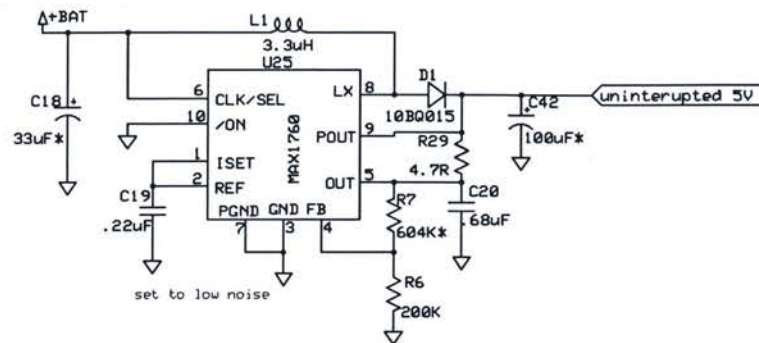 +BAT
L1
3.3uH
U25
C18
+
33uF*
6
CLK/SEL
10
/ON
1
ISET
2
REF
MAX1760
LX
8
POUT
9
OUT
5
PGND GND FB
7
3
4
D1
10BQ015
R29
4.7R
C42
+
100uF*
uninterupted 5V
C19
.22uF
R7
604K*
C20
.68uF
R6
200K
set to low noise